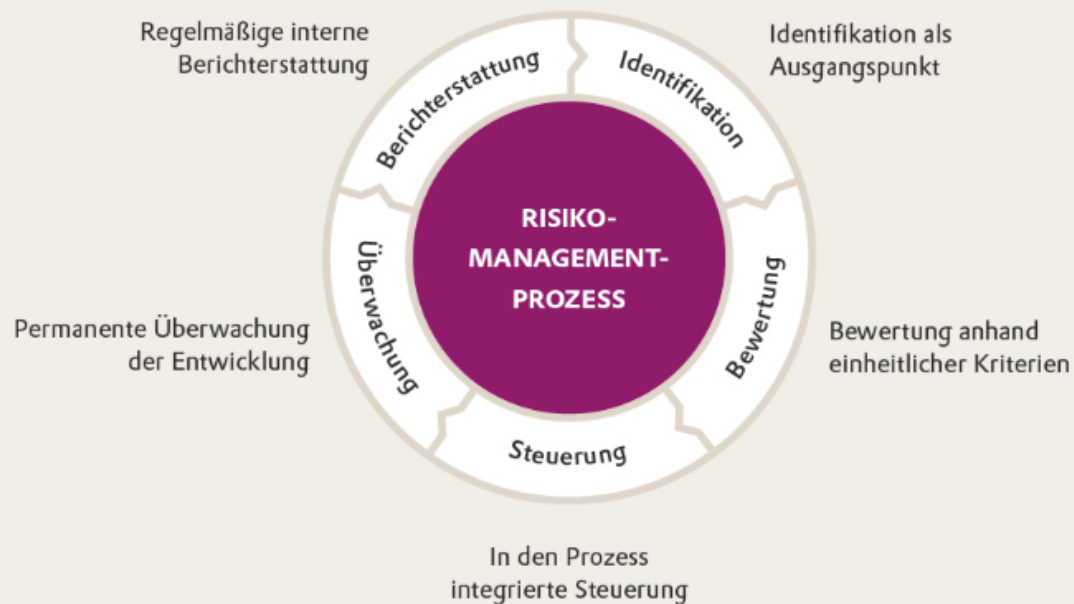 Regelmäßige interne
Berichterstattung
Identifikation als
Ausgangspunkt
Berichterstattung
Identifikation
RISIKO-
MANAGEMENT-
PROZESS
Überwachung
Bewertung
Permanente Überwachung
der Entwicklung
Bewertung anhand
einheitlicher Kriterien
Steuerung
In den Prozess
integrierte Steuerung